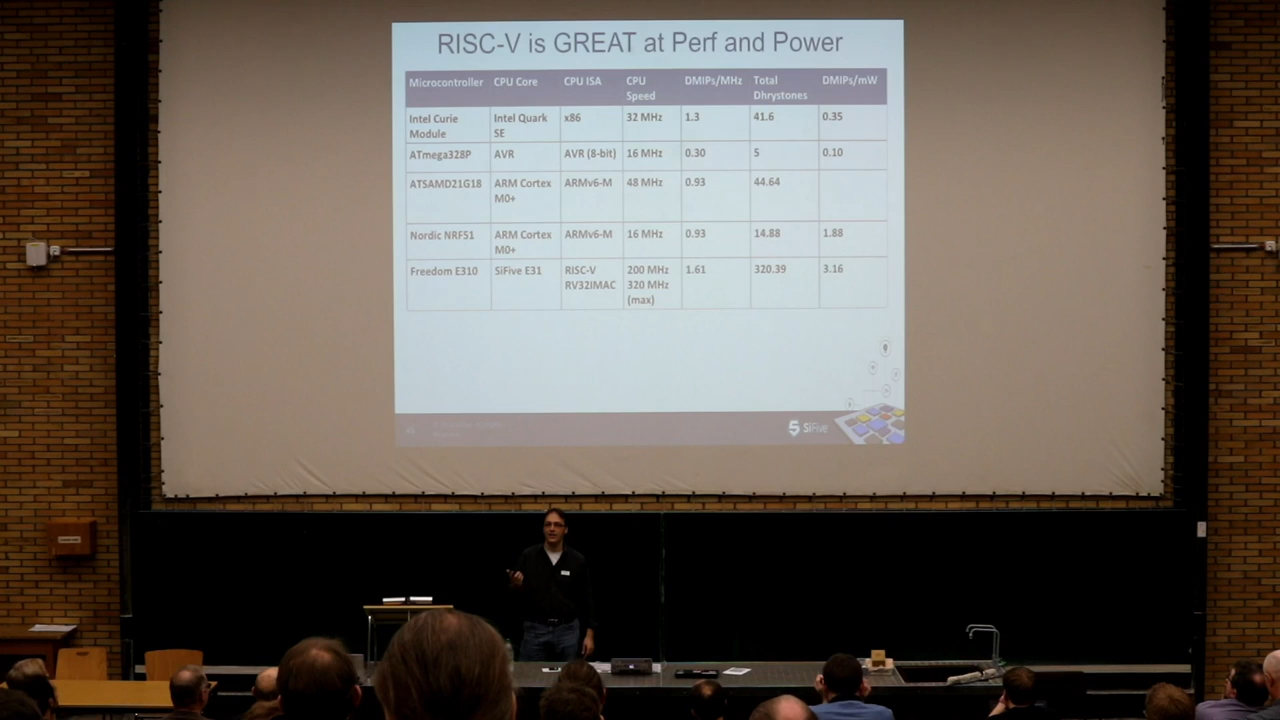 RISC-V is GREAT at Perf and Power
Microcontroller CPU Core CPU ISA CPU Speed DMIPs/MHz Total Dhrystones DMIPs/mW
Intel Curie Module Intel Quark SE x86 32 MHz 1.3 41.6 0.35
ATmega328P AVR AVR (8-bit) 16 MHz 0.30 5 0.10
ATSAMD21G18 ARM Cortex M0+ ARMv6-M 48 MHz 0.93 44.64
Nordic NRF51 ARM Cortex M0+ ARMv6-M 16 MHz 0.93 14.88 1.88
Freedom E310 SiFive E31 RISC-V RV32IMAC 200 MHz 320 MHz (max) 1.61 320.39 3.16
SiFive